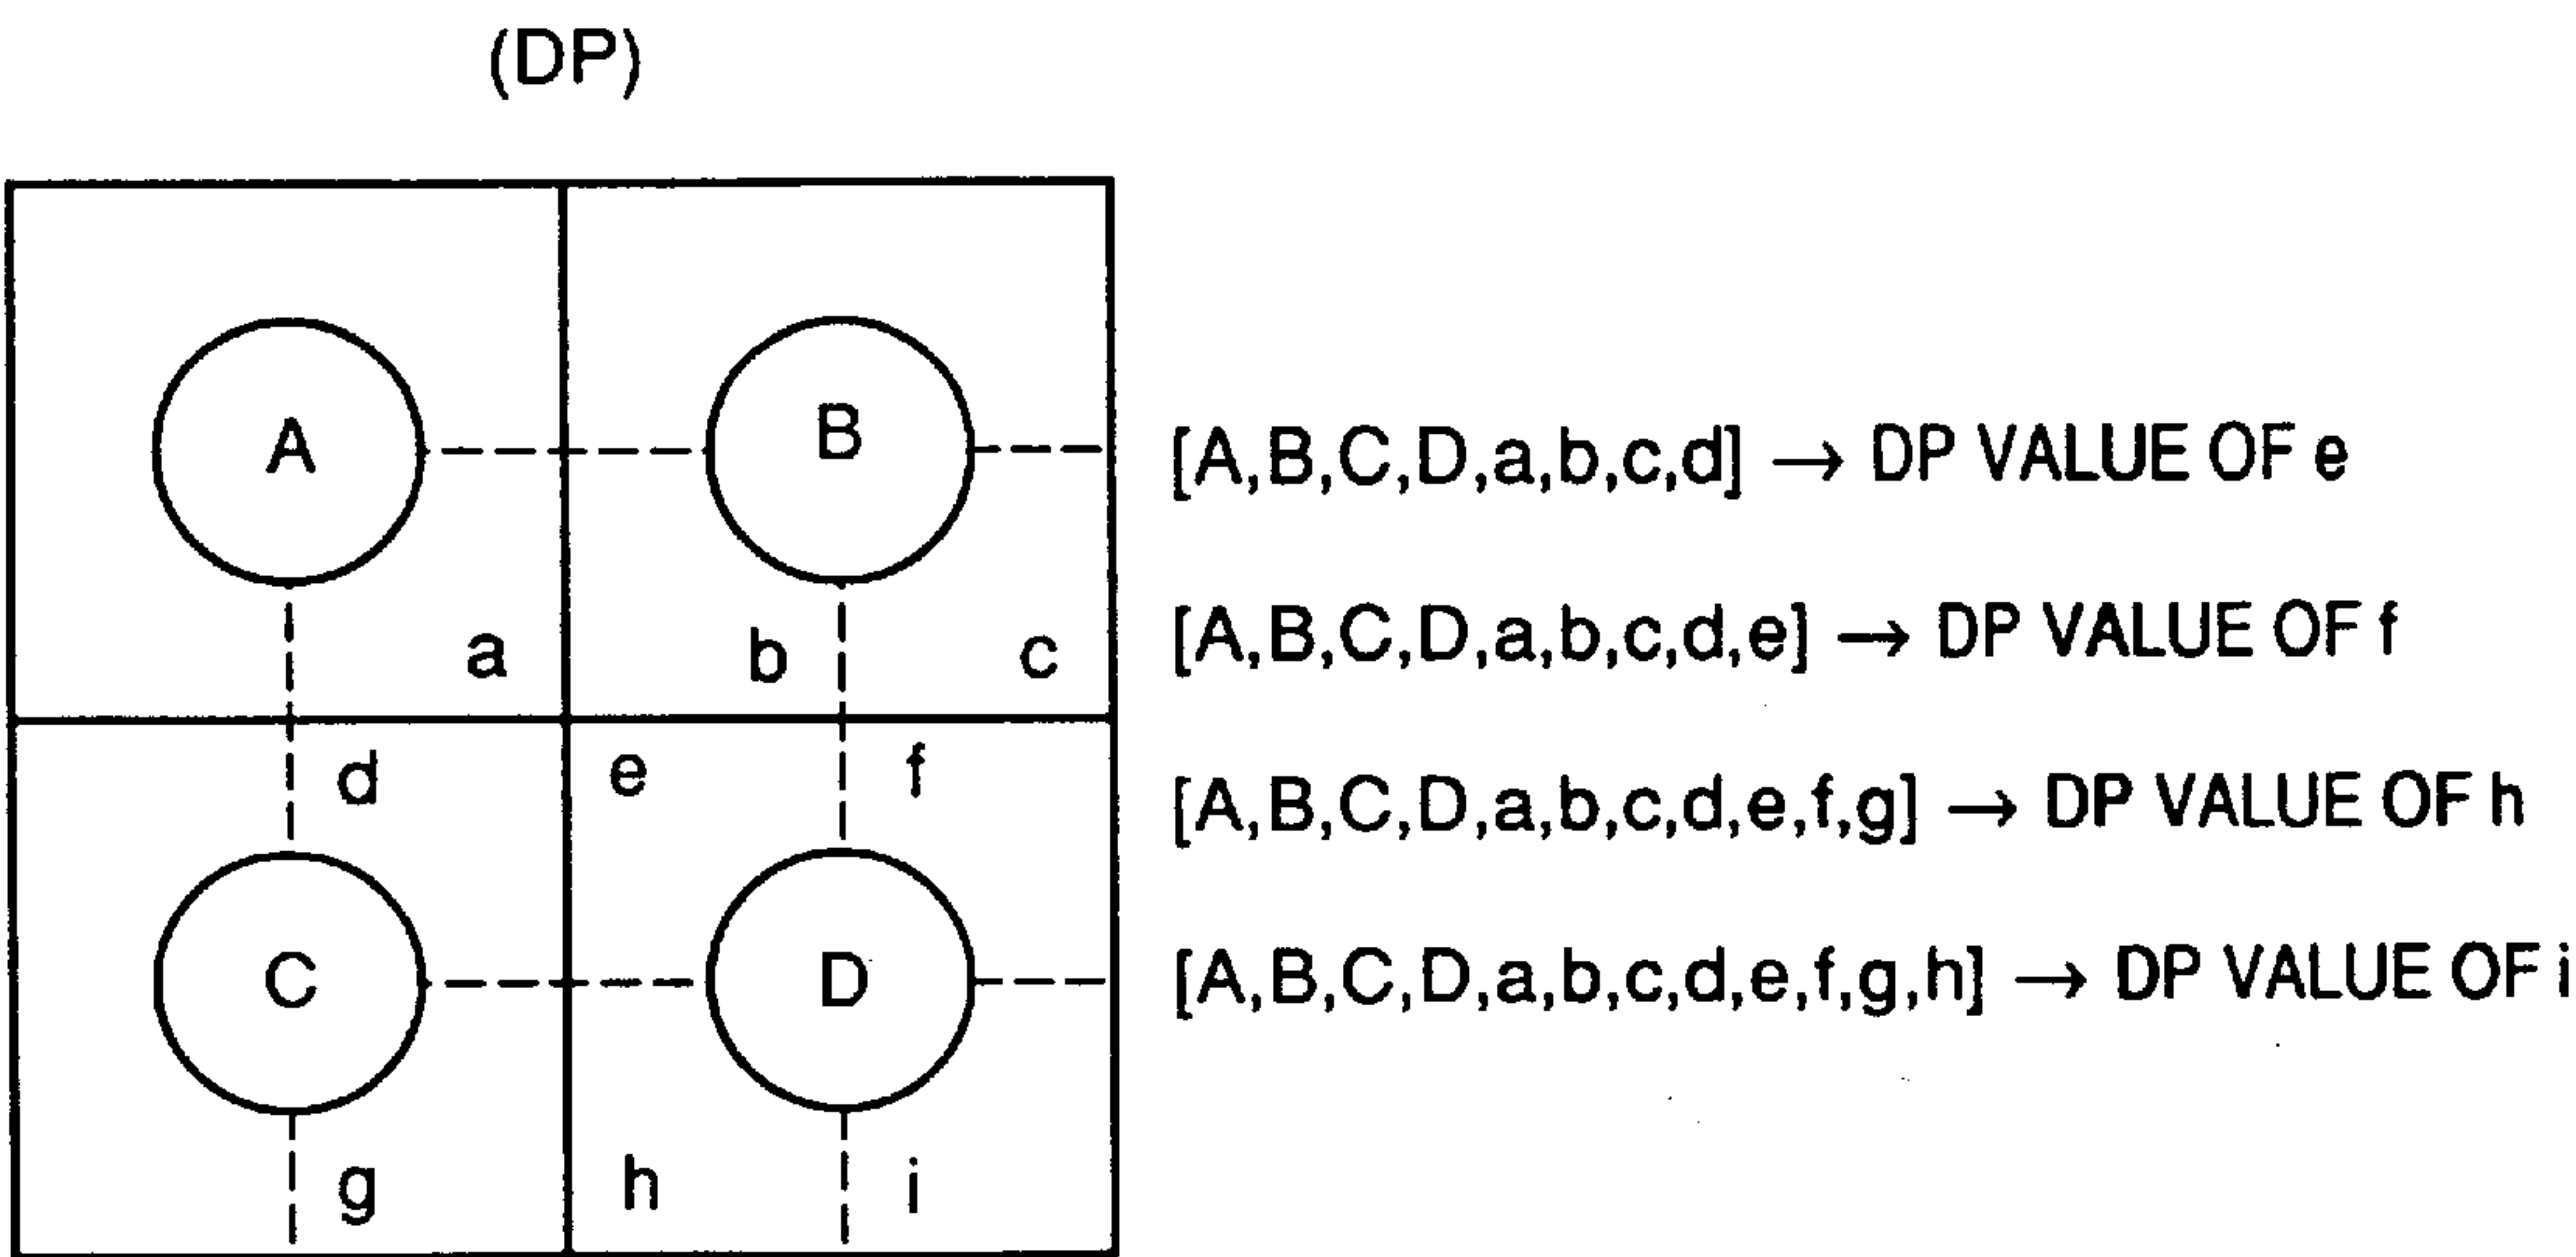 (DP)
A B
[A,B,C,D,a,b,c,d] → DP VALUE OF e
a b c
[A,B,C,D,a,b,c,d,e] → DP VALUE OF f
d e f
[A,B,C,D,a,b,c,d,e,f,g] → DP VALUE OF h
C D
[A,B,C,D,a,b,c,d,e,f,g,h] → DP VALUE OF i
g h i